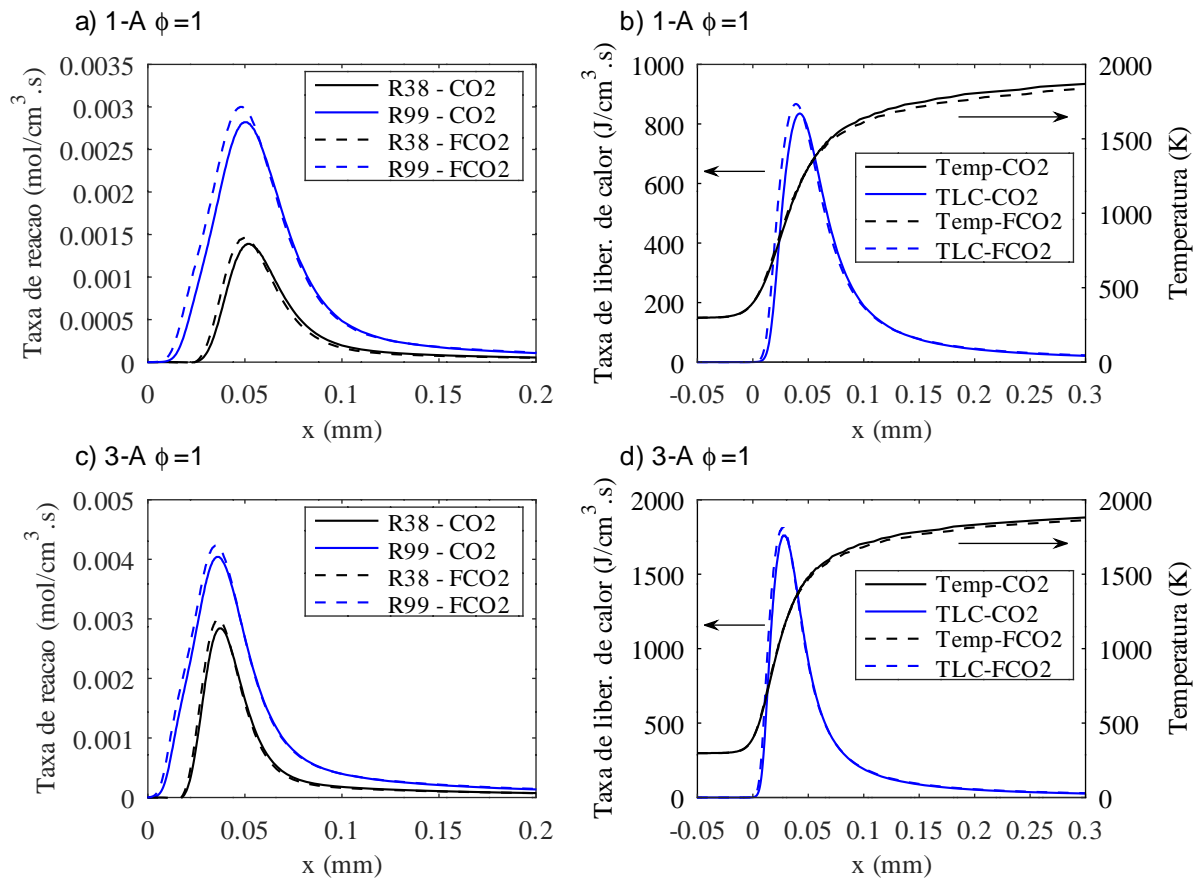 a) 1-A ϕ=1
Taxa de reacao (mol/cm³.s)
0.0035
0.003
0.0025
0.002
0.0015
0.001
0.0005
0
R38 - CO2
R99 - CO2
R38 - FCO2
R99 - FCO2
0 0.05 0.1 0.15 0.2
x (mm)
b) 1-A ϕ=1
Taxa de liber. de calor (J/cm³.s)
1000
800
600
400
200
0
Temp-CO2
TLC-CO2
Temp-FCO2
TLC-FCO2
2000
1500
1000
500
0
Temperatura (K)
-0.05 0 0.05 0.1 0.15 0.2 0.25 0.3
x (mm)
c) 3-A ϕ=1
Taxa de reacao (mol/cm³.s)
0.005
0.004
0.003
0.002
0.001
0
R38 - CO2
R99 - CO2
R38 - FCO2
R99 - FCO2
0 0.05 0.1 0.15 0.2
x (mm)
d) 3-A ϕ=1
Taxa de liber. de calor (J/cm³.s)
2000
1500
1000
500
0
Temp-CO2
TLC-CO2
Temp-FCO2
TLC-FCO2
2000
1500
1000
500
0
Temperatura (K)
-0.05 0 0.05 0.1 0.15 0.2 0.25 0.3
x (mm)